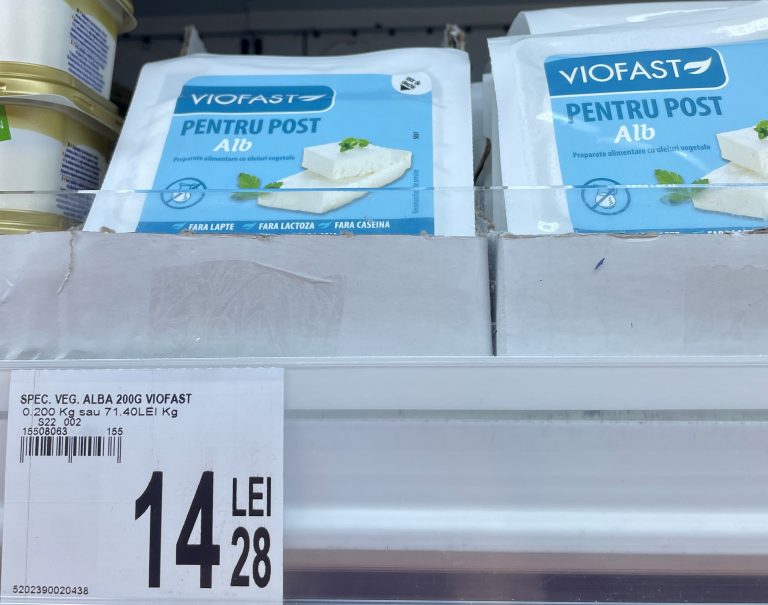 VIOFAST
PENTRU POST
Alb
Preparate alimentare cu uleiuri vegetale
FARA LAPTE FARA LACTOZA FARA CASEINA
VIOFAST
PENTRU POST
Alb
Preparate alimentare cu uleiuri vegetale
SPEC. VEG. ALBA 200G VIOFAST
0.200 Kg sau 71.40LEI Kg
S22 002
15508063 155
14 LEI 28
5202390020438